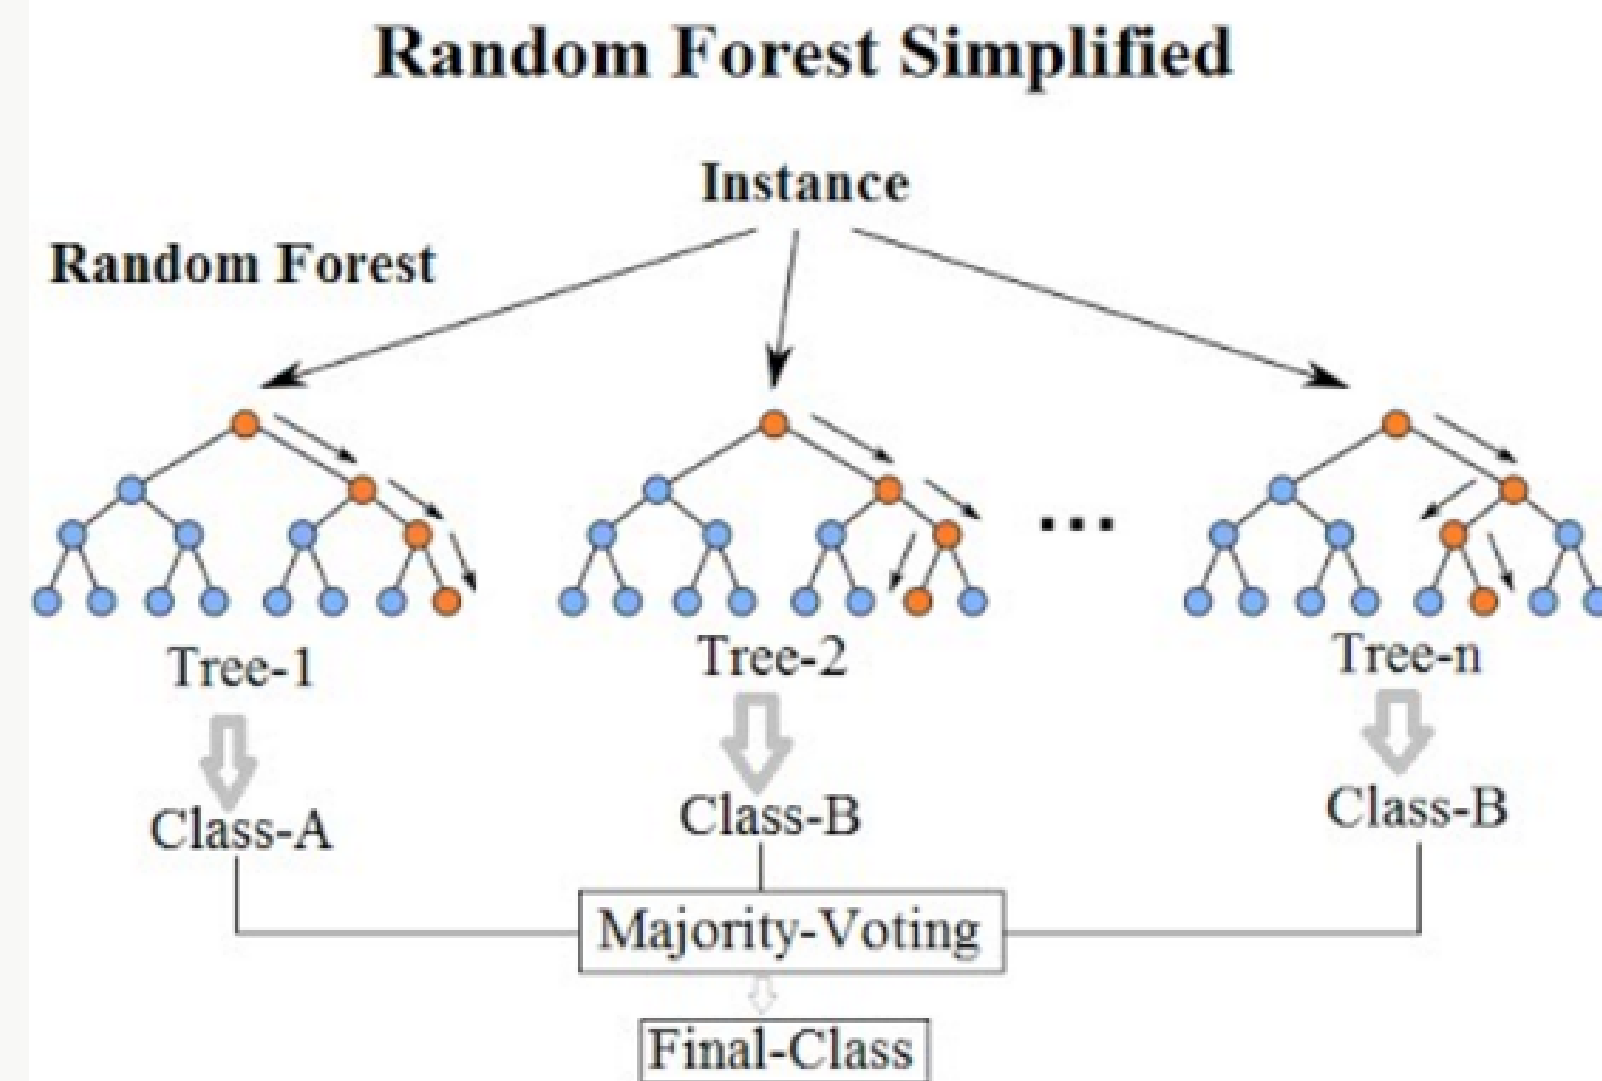 Random Forest Simplified
Instance
Random Forest
...
Tree-1
Tree-2
Tree-n
Class-A
Class-B
Class-B
Majority-Voting
Final-Class